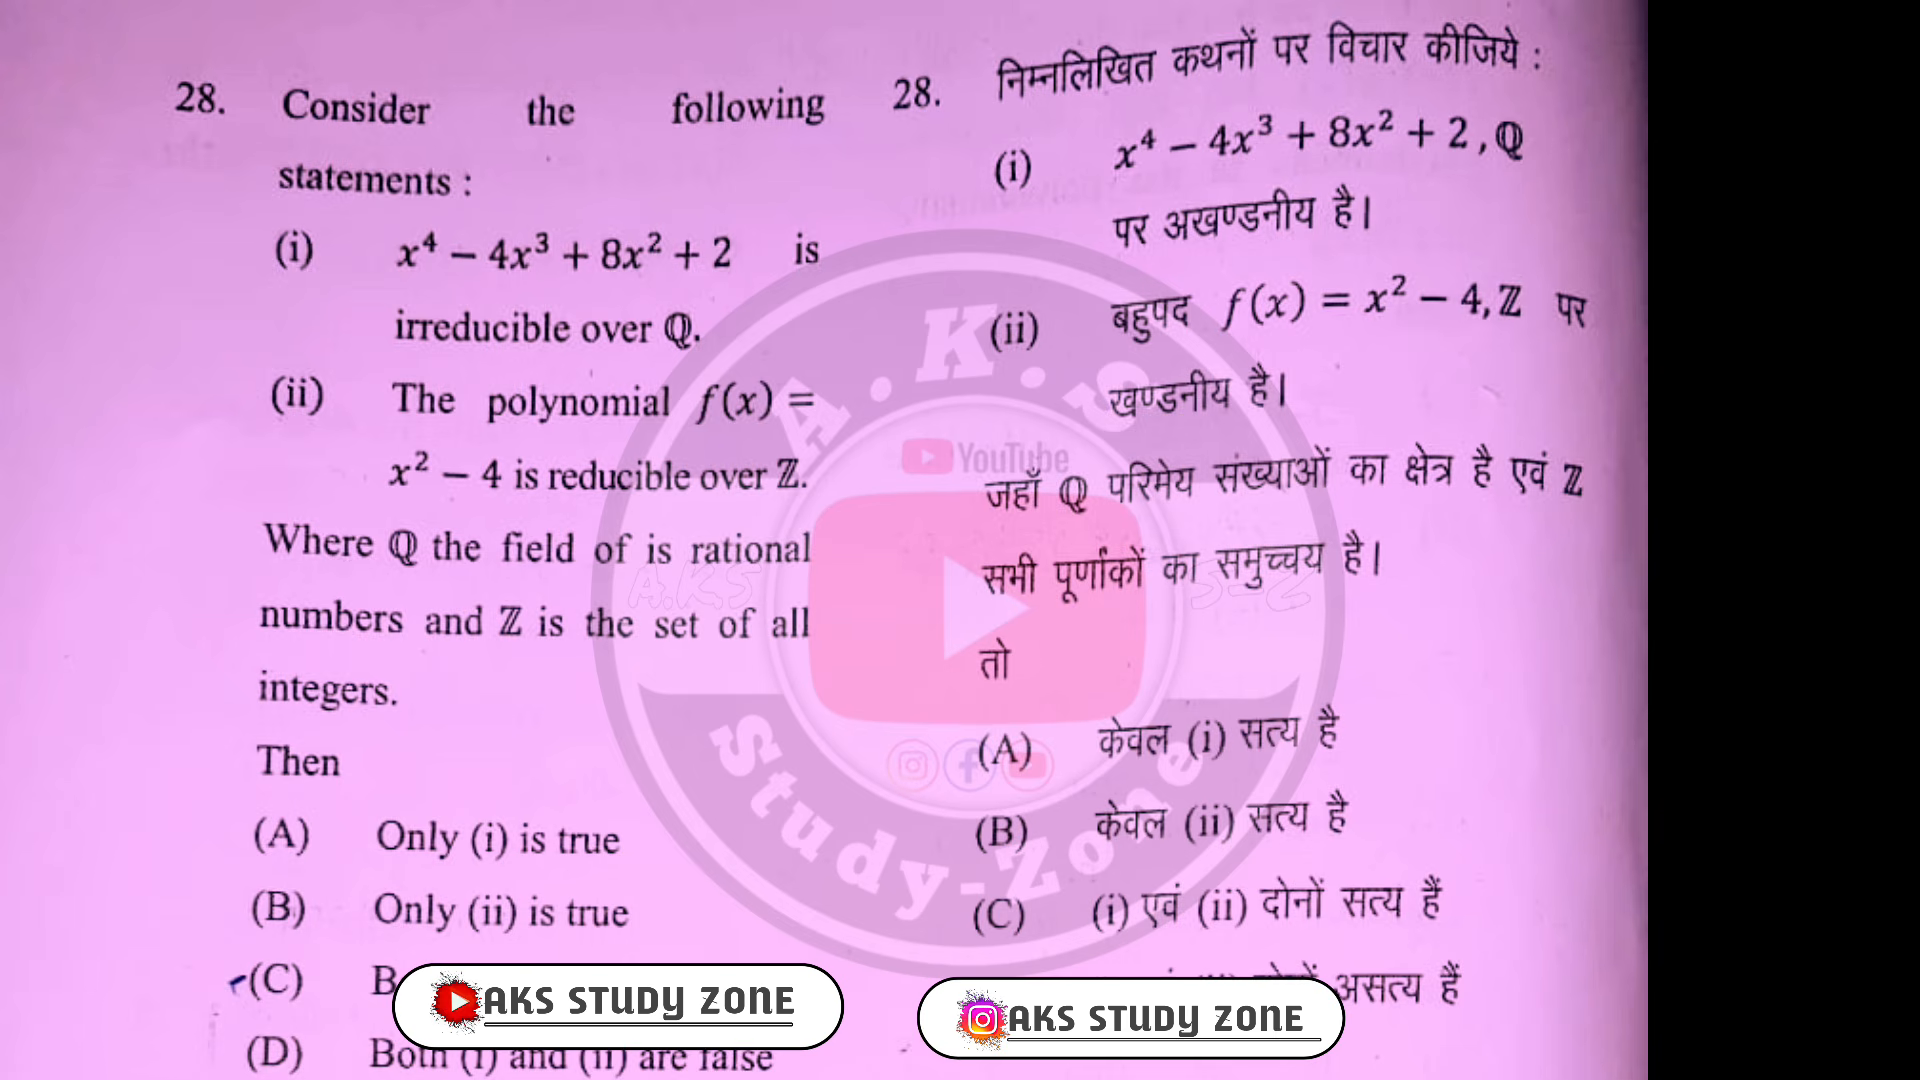 28. Consider the following
statements :
(i) x⁴ − 4x³ + 8x² + 2 is
irreducible over ℚ.
(ii) The polynomial f(x) =
x² − 4 is reducible over ℤ.
Where ℚ the field of is rational
numbers and ℤ is the set of all
integers.
Then
(A) Only (i) is true
(B) Only (ii) is true
(C) B
(D) Both (i) and (ii) are false
28. निम्नलिखित कथनों पर विचार कीजिये :
(i) x⁴ − 4x³ + 8x² + 2 , ℚ
पर अखण्डनीय है।
(ii) बहुपद f(x) = x² − 4, ℤ पर
खण्डनीय है।
जहाँ ℚ परिमेय संख्याओं का क्षेत्र है एवं ℤ
सभी पूर्णांकों का समुच्चय है।
तो
(A) केवल (i) सत्य है
(B) केवल (ii) सत्य है
(C) (i) एवं (ii) दोनों सत्य हैं
असत्य हैं
A.K.S
YouTube
A.K.S S-Z
Study-Zone
AKS STUDY ZONE
AKS STUDY ZONE